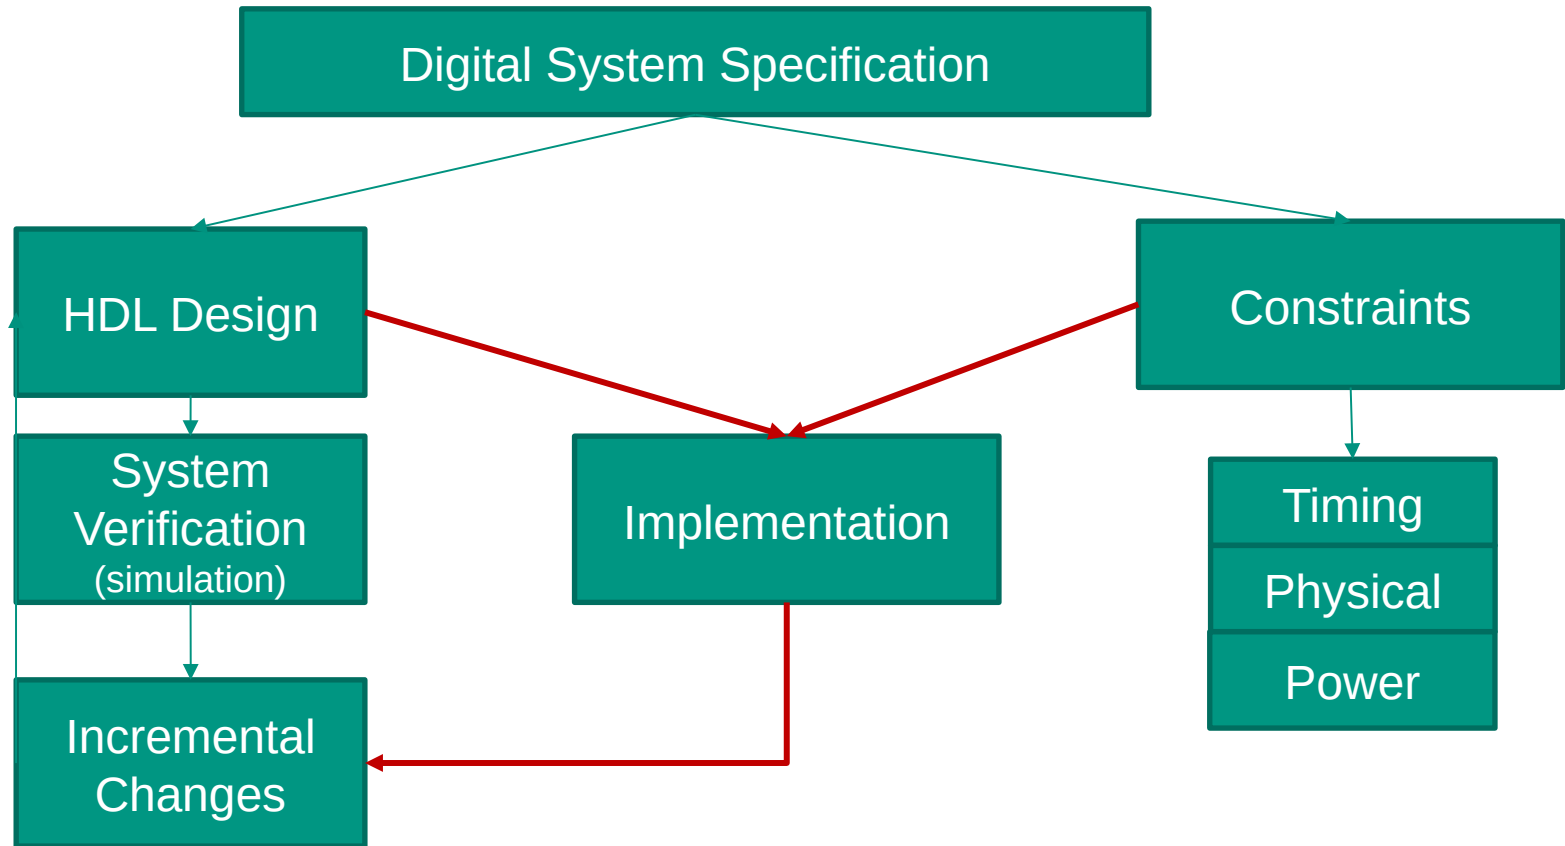 Digital System Specification
HDL Design
Constraints
System
Verification
(simulation)
Implementation
Timing
Physical
Power
Incremental
Changes